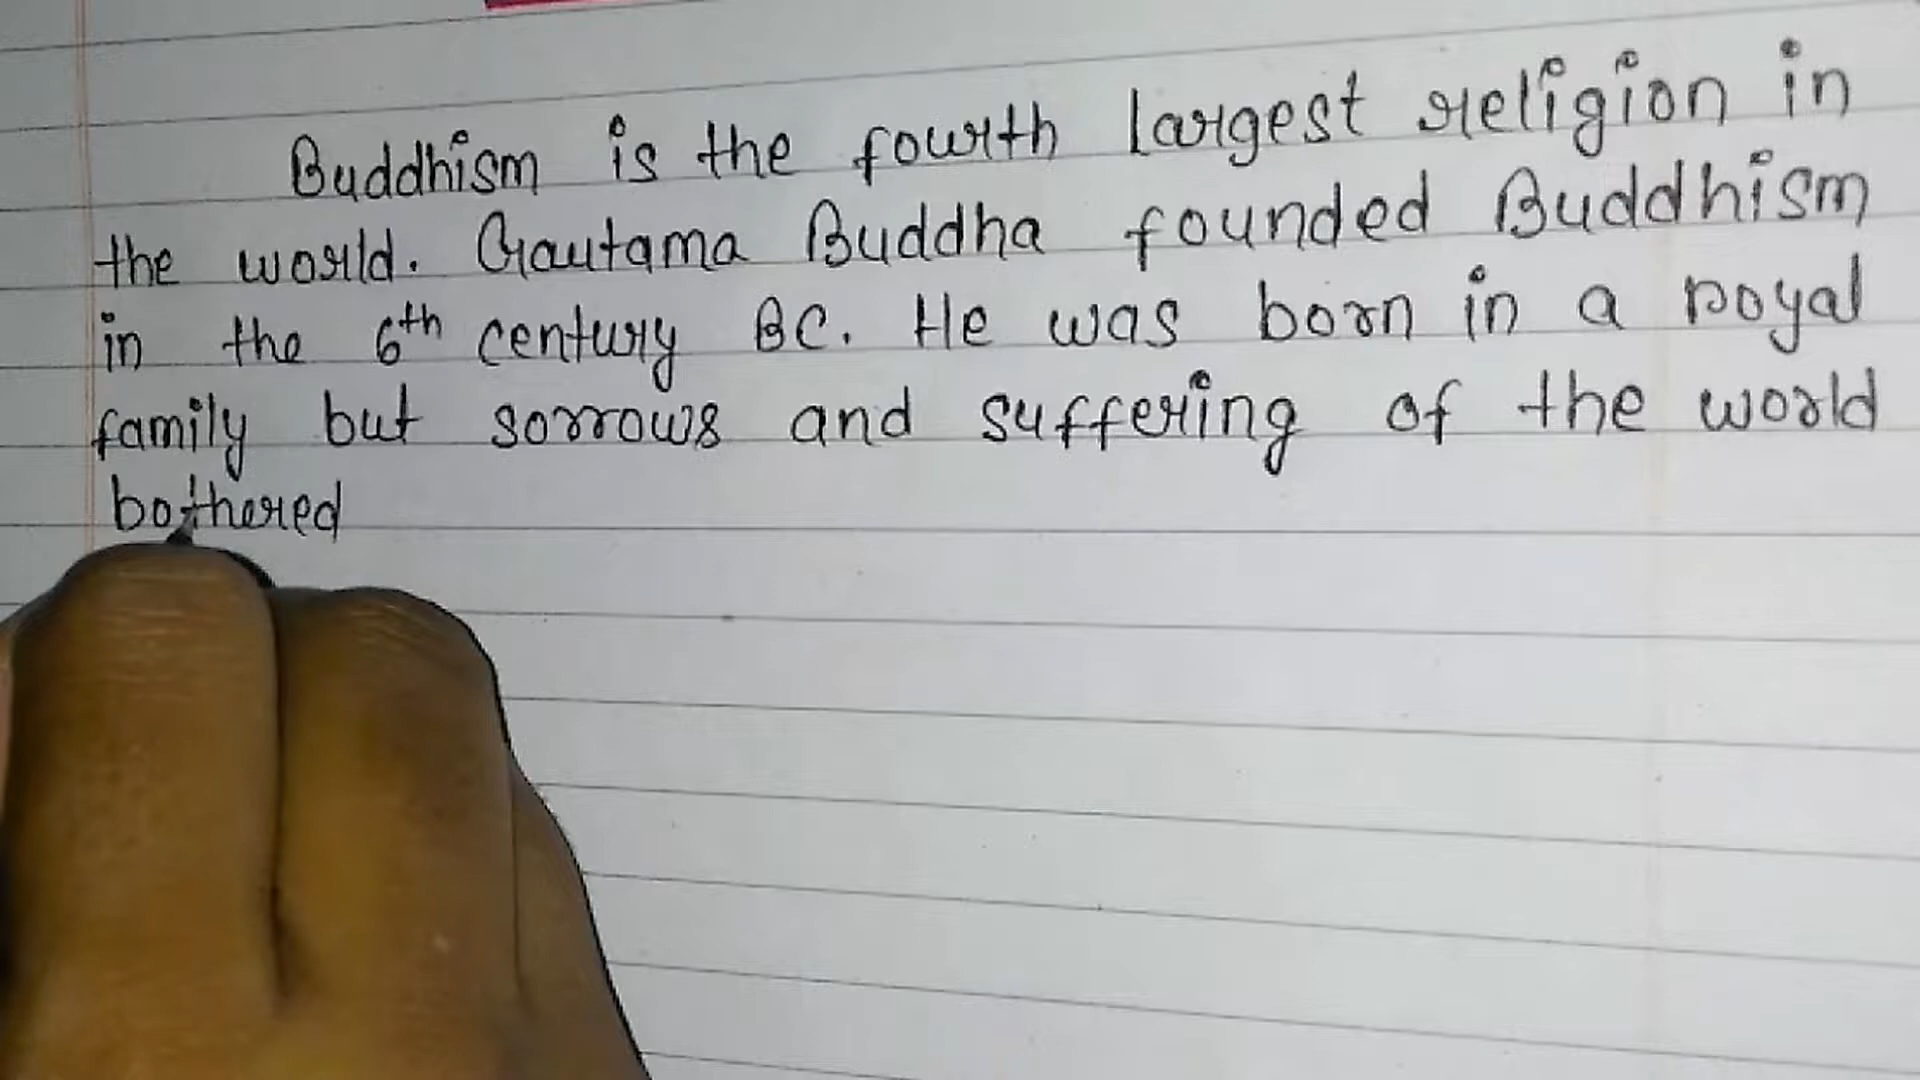 Buddhism is the fourth largest religion in
the world. Gautama Buddha founded Buddhism
in the 6th century BC. He was born in a royal
family but sorrows and suffering of the world
bothered